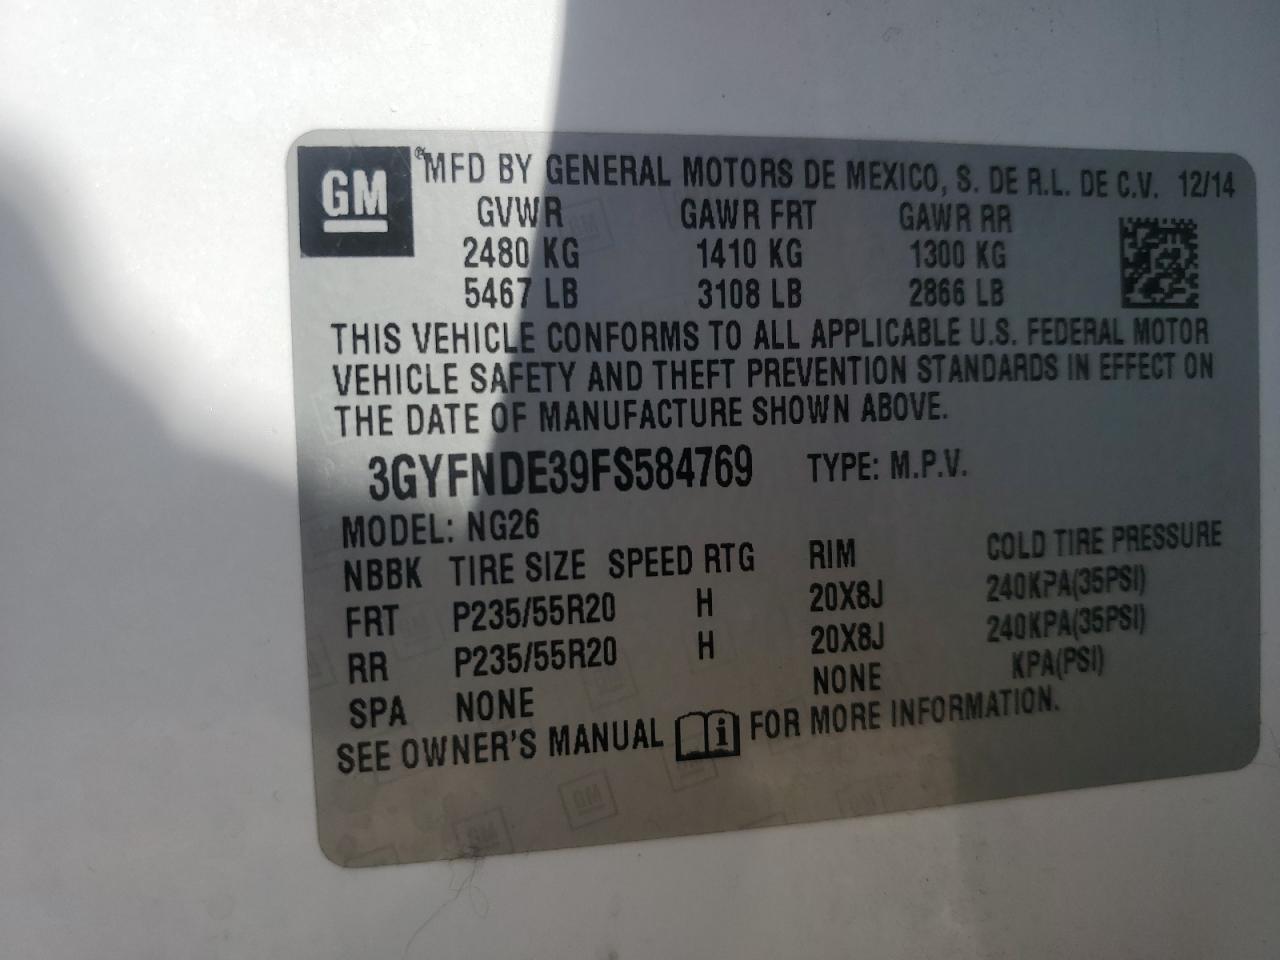 GM
® MFD BY GENERAL MOTORS DE MEXICO, S. DE R.L. DE C.V. 12/14
GVWR GAWR FRT GAWR RR
2480 KG 1410 KG 1300 KG
5467 LB 3108 LB 2866 LB
THIS VEHICLE CONFORMS TO ALL APPLICABLE U.S. FEDERAL MOTOR
VEHICLE SAFETY AND THEFT PREVENTION STANDARDS IN EFFECT ON
THE DATE OF MANUFACTURE SHOWN ABOVE.
3GYFNDE39FS584769 TYPE: M.P.V.
MODEL: NG26
NBBK TIRE SIZE SPEED RTG RIM COLD TIRE PRESSURE
FRT P235/55R20 H 20X8J 240KPA(35PSI)
RR P235/55R20 H 20X8J 240KPA(35PSI)
SPA NONE NONE KPA(PSI)
SEE OWNER'S MANUAL i FOR MORE INFORMATION.
GM
GM